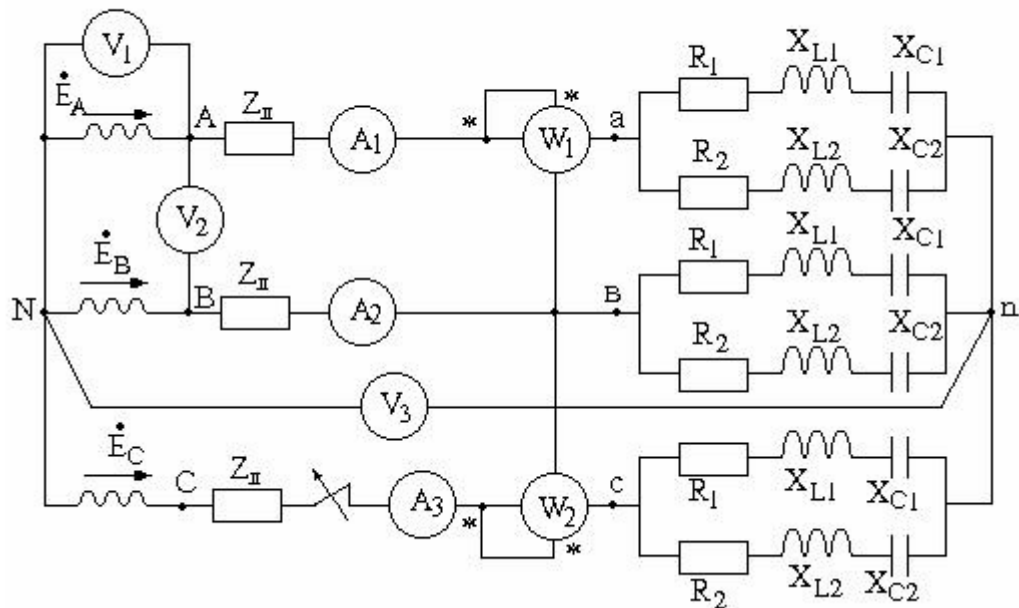 V1
ĖA
A
Zл
A1
*
*
W1
a
R1
XL1
XC1
R2
XL2
XC2
V2
ĖB
N
B
Zл
A2
в
R1
XL1
XC1
R2
XL2
XC2
n
V3
ĖC
C
Zл
A3
*
W2
*
c
R1
XL1
XC1
R2
XL2
XC2